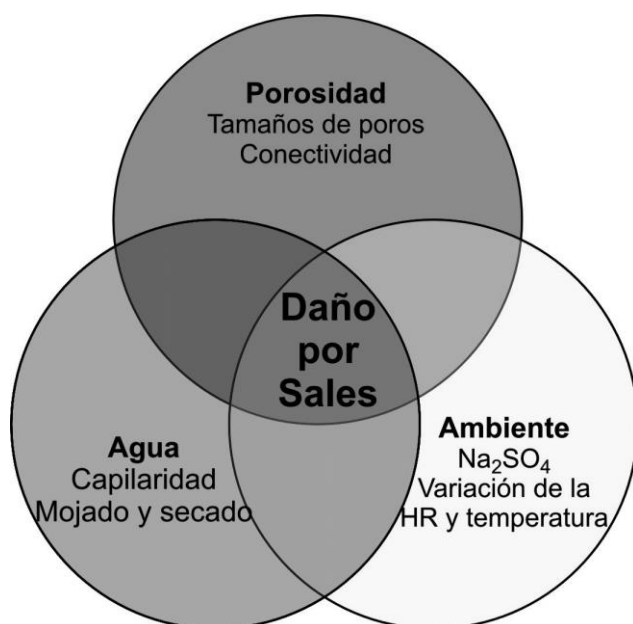 Porosidad
Tamaños de poros
Conectividad
Daño
por
Sales
Agua
Capilaridad
Mojado y secado
Ambiente
Na₂SO₄
Variación de la
HR y temperatura